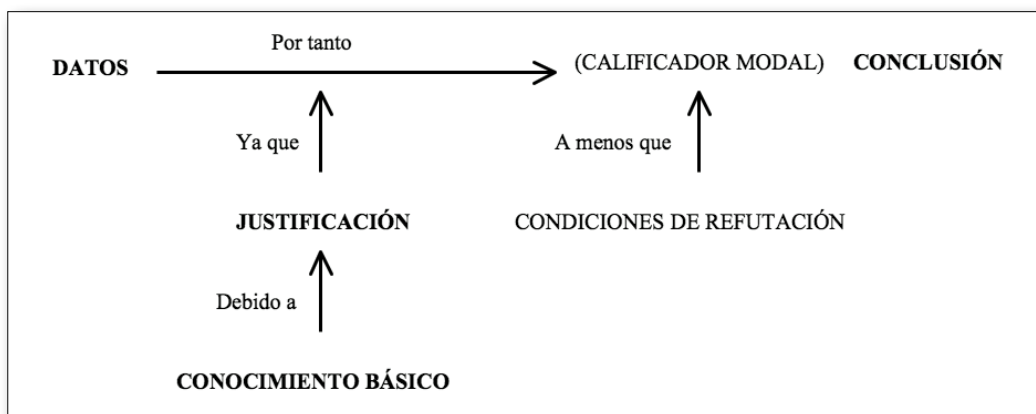 Por tanto
DATOS (CALIFICADOR MODAL) CONCLUSIÓN
Ya que A menos que
JUSTIFICACIÓN CONDICIONES DE REFUTACIÓN
Debido a
CONOCIMIENTO BÁSICO